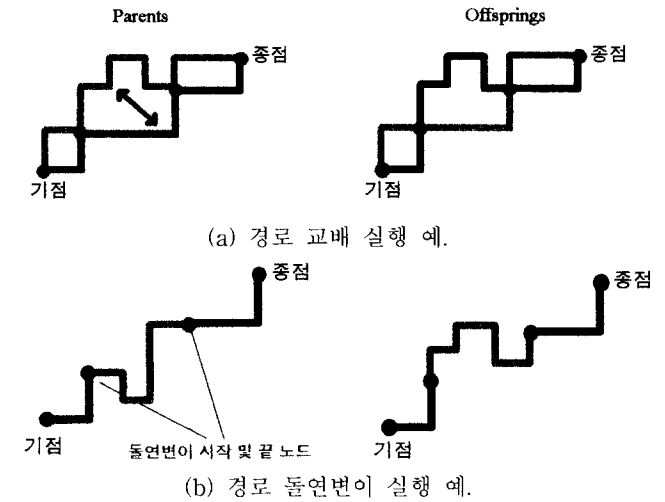 Parents
Offsprings
종점
종점
기점
기점
(a) 경로 교배 실행 예.
종점
종점
기점
돌연변이 시작 및 끝 노드
기점
(b) 경로 돌연변이 실행 예.